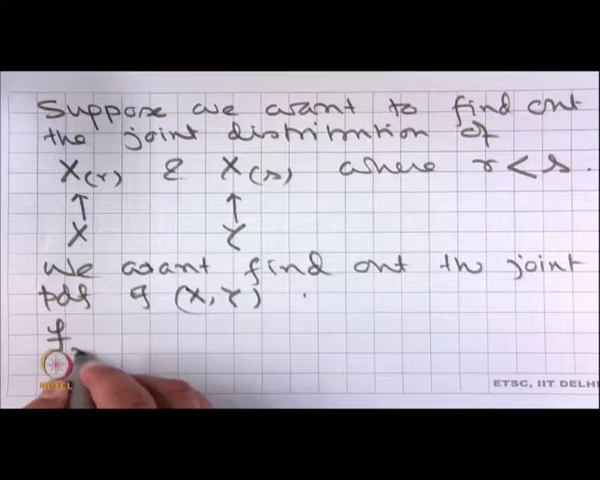 Suppose we want to find out
the joint distribution of
X(r) & X(s) where r < s.
↑ ↑
X Y
We want find out the joint
pdf of (X, Y).
f
NPTEL
ETSC, IIT DELHI